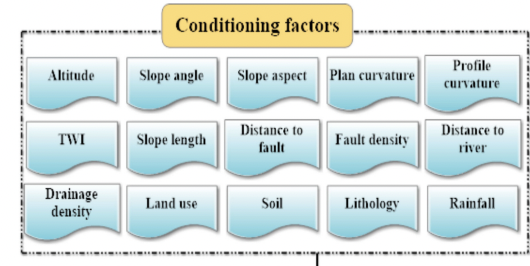 Conditioning factors
Altitude
Slope angle
Slope aspect
Plan curvature
Profile
curvature
TWI
Slope length
Distance to
fault
Fault density
Distance to
river
Drainage
density
Land use
Soil
Lithology
Rainfall